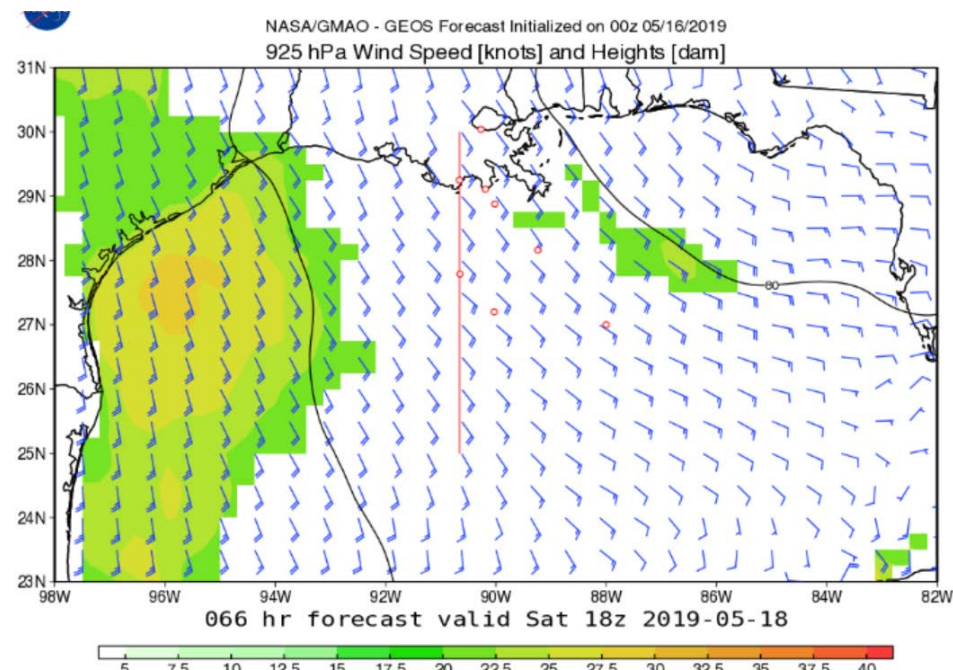 NASA/GMAO - GEOS Forecast Initialized on 00z 05/16/2019
925 hPa Wind Speed [knots] and Heights [dam]
31N
30N
29N
28N
27N
26N
25N
24N
23N
80
98W 96W 94W 92W 90W 88W 86W 84W 82W
066 hr forecast valid Sat 18z 2019-05-18
5 7.5 10 12.5 15 17.5 20 22.5 25 27.5 30 32.5 35 37.5 40